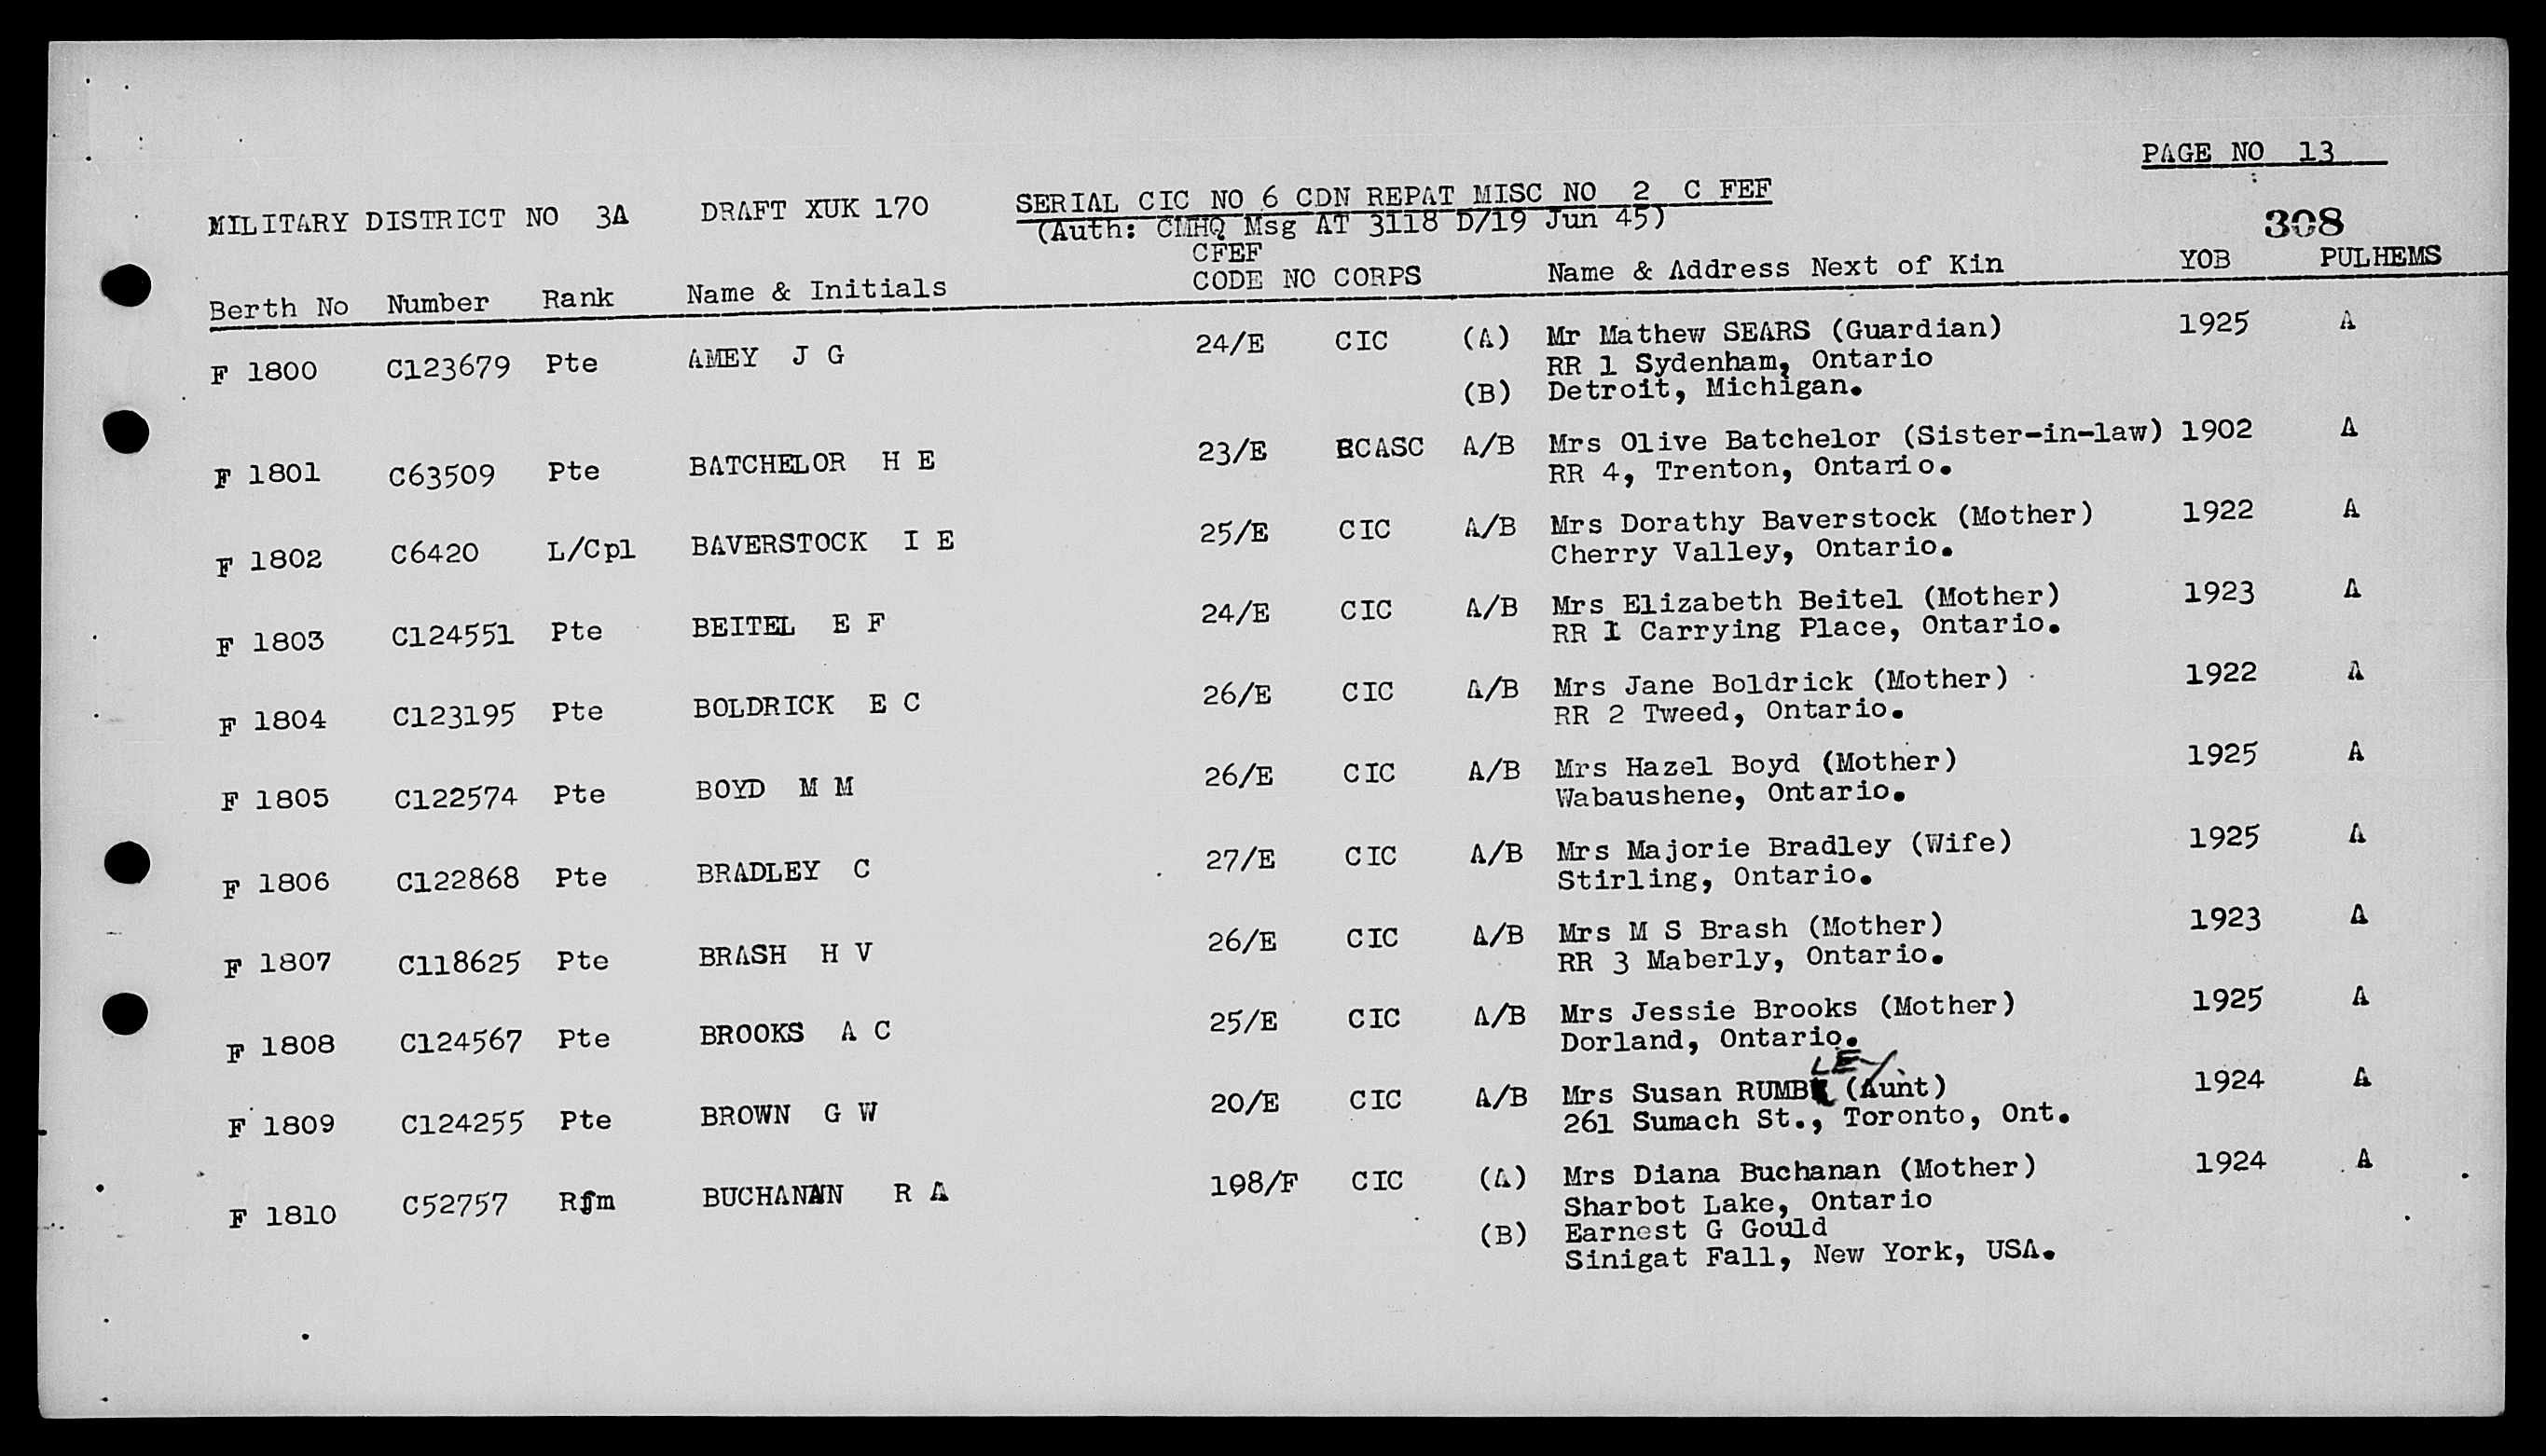 PAGE NO 13
MILITARY DISTRICT NO 3A DRAFT XUK 170 SERIAL CIC NO 6 CDN REPAT MISC NO 2 C FEF
(Auth: CMHQ Msg AT 3118 D/19 Jun 45)
308
CFEF
Berth No Number Rank Name & Initials CODE NO CORPS Name & Address Next of Kin YOB PULHEMS
F 1800 C123679 Pte AMEY J G 24/E CIC (A) Mr Mathew SEARS (Guardian) 1925 A
RR 1 Sydenham, Ontario
(B) Detroit, Michigan.
F 1801 C63509 Pte BATCHELOR H E 23/E RCASC A/B Mrs Olive Batchelor (Sister-in-law) 1902 A
RR 4, Trenton, Ontario.
F 1802 C6420 L/Cpl BAVERSTOCK I E 25/E CIC A/B Mrs Dorathy Baverstock (Mother) 1922 A
Cherry Valley, Ontario.
F 1803 C124551 Pte BEITEL E F 24/E CIC A/B Mrs Elizabeth Beitel (Mother) 1923 A
RR 1 Carrying Place, Ontario.
F 1804 C123195 Pte BOLDRICK E C 26/E CIC A/B Mrs Jane Boldrick (Mother) 1922 A
RR 2 Tweed, Ontario.
F 1805 C122574 Pte BOYD M M 26/E CIC A/B Mrs Hazel Boyd (Mother) 1925 A
Wabaushene, Ontario.
F 1806 C122868 Pte BRADLEY C 27/E CIC A/B Mrs Majorie Bradley (Wife) 1925 A
Stirling, Ontario.
F 1807 C118625 Pte BRASH H V 26/E CIC A/B Mrs M S Brash (Mother) 1923 A
RR 3 Maberly, Ontario.
F 1808 C124567 Pte BROOKS A C 25/E CIC A/B Mrs Jessie Brooks (Mother) 1925 A
Dorland, Ontario.
F 1809 C124255 Pte BROWN G W 20/E CIC A/B Mrs Susan RUMBLEY (Aunt) 1924 A
261 Sumach St., Toronto, Ont.
F 1810 C52757 Rfm BUCHANAN R A 198/F CIC (A) Mrs Diana Buchanan (Mother) 1924 A
Sharbot Lake, Ontario
(B) Earnest G Gould
Sinigat Fall, New York, USA.